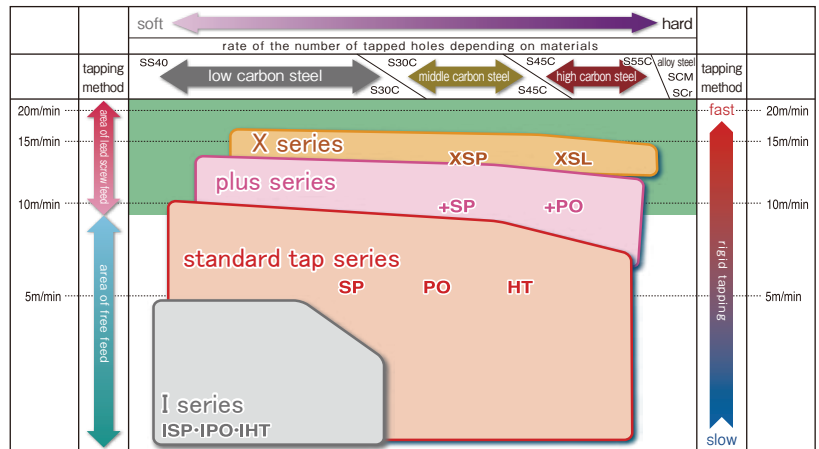 soft hard
rate of the number of tapped holes depending on materials
tapping method
SS40 low carbon steel S30C
S30C middle carbon steel S45C
S45C high carbon steel S55C
alloy steel
SCM
SCr
tapping method
20m/min
15m/min
10m/min
5m/min
area of lead screw feed
area of free feed
X series
XSP XSL
plus series
+SP +PO
standard tap series
SP PO HT
I series
ISP·IPO·IHT
fast
rigid tapping
slow
20m/min
15m/min
10m/min
5m/min